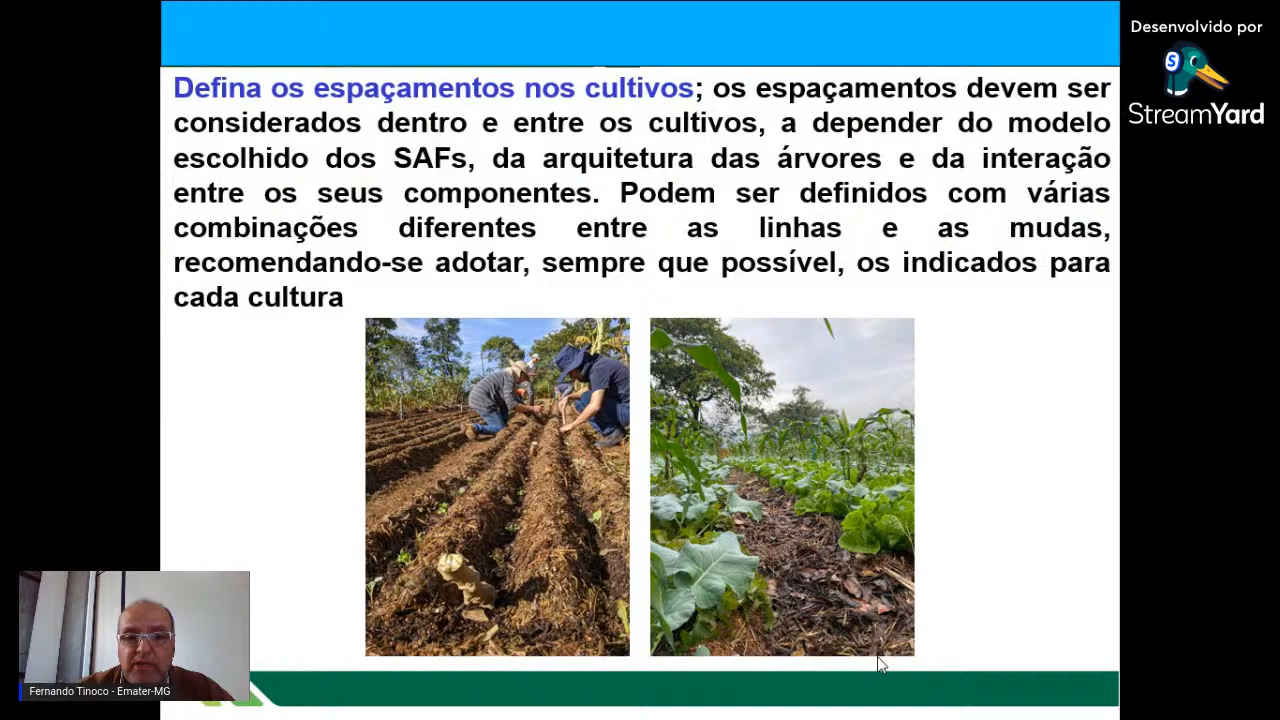 Desenvolvido por
StreamYard
Defina os espaçamentos nos cultivos; os espaçamentos devem ser
considerados dentro e entre os cultivos, a depender do modelo
escolhido dos SAFs, da arquitetura das árvores e da interação
entre os seus componentes. Podem ser definidos com várias
combinações diferentes entre as linhas e as mudas,
recomendando-se adotar, sempre que possível, os indicados para
cada cultura
Fernando Tinoco - Emater-MG